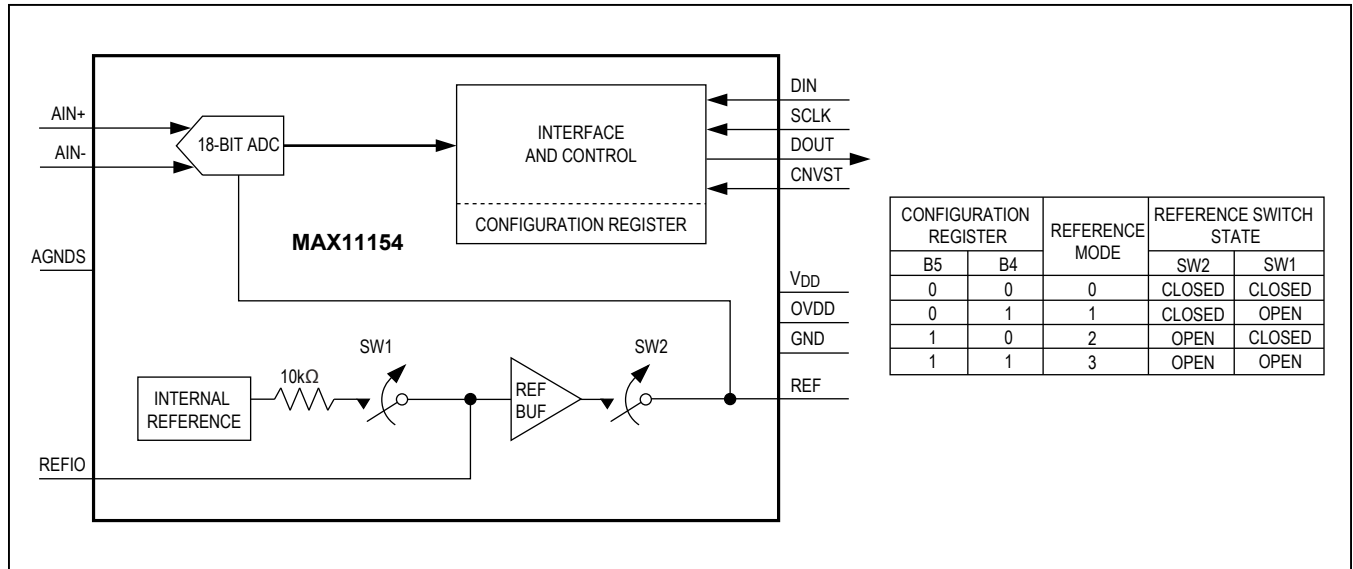 AIN+
AIN-
18-BIT ADC
INTERFACE
AND CONTROL
CONFIGURATION REGISTER
DIN
SCLK
DOUT
CNVST
MAX11154
AGNDS
VDD
OVDD
GND
REF
SW1
SW2
10kΩ
INTERNAL
REFERENCE
REF
BUF
REFIO
CONFIGURATION REGISTER REFERENCE MODE REFERENCE SWITCH STATE
B5 B4 SW2 SW1
0 0 0 CLOSED CLOSED
0 1 1 CLOSED OPEN
1 0 2 OPEN CLOSED
1 1 3 OPEN OPEN